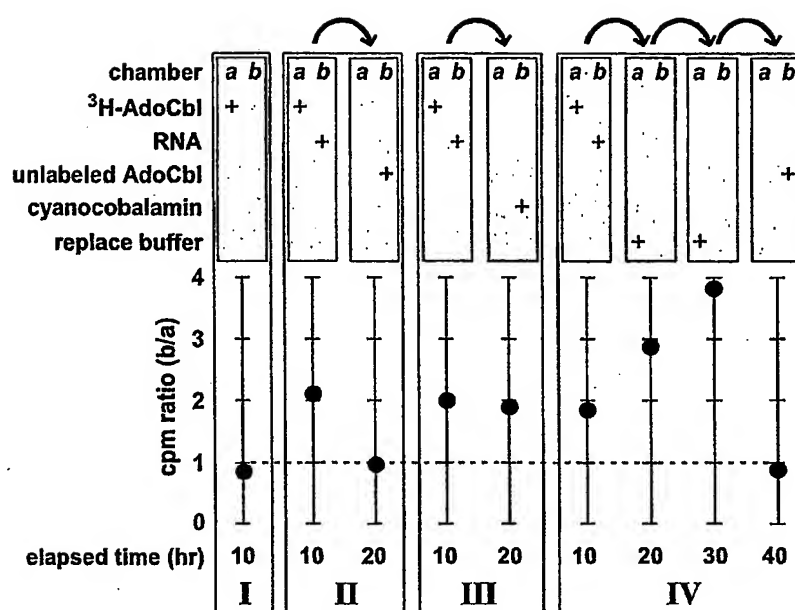 chamber a b a b a b a b a b a b a b a b a b
³H-AdoCbl + + + +
RNA + + +
unlabeled AdoCbl + +
cyanocobalamin +
replace buffer + +
4
3
2
1
0
cpm ratio (b/a)
elapsed time (hr) 10 10 20 10 20 10 20 30 40
I II III IV